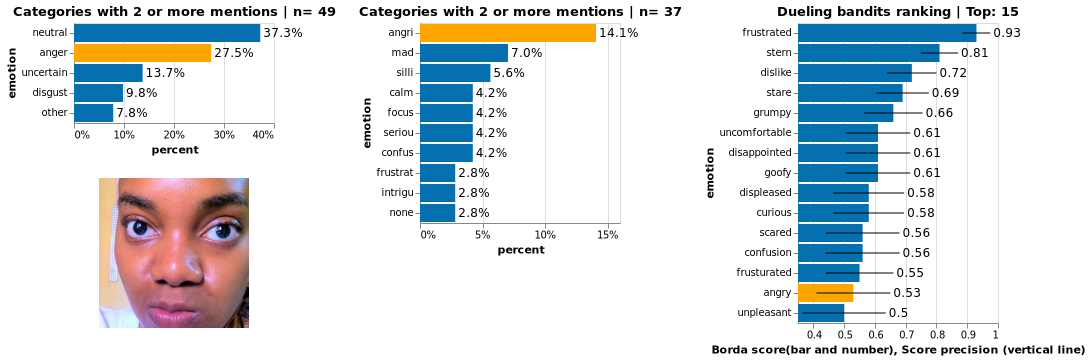 Categories with 2 or more mentions | n= 49
emotion
neutral 37.3%
anger 27.5%
uncertain 13.7%
disgust 9.8%
other 7.8%
0% 10% 20% 30% 40%
percent
Categories with 2 or more mentions | n= 37
emotion
angri 14.1%
mad 7.0%
silli 5.6%
calm 4.2%
focus 4.2%
seriou 4.2%
confus 4.2%
frustrat 2.8%
intrigu 2.8%
none 2.8%
0% 5% 10% 15%
percent
Dueling bandits ranking | Top: 15
emotion
frustrated 0.93
stern 0.81
dislike 0.72
stare 0.69
grumpy 0.66
uncomfortable 0.61
disappointed 0.61
goofy 0.61
displeased 0.58
curious 0.58
scared 0.56
confusion 0.56
frusturated 0.55
angry 0.53
unpleasant 0.5
0.4 0.5 0.6 0.7 0.8 0.9 1
Borda score(bar and number), Score precision (vertical line)